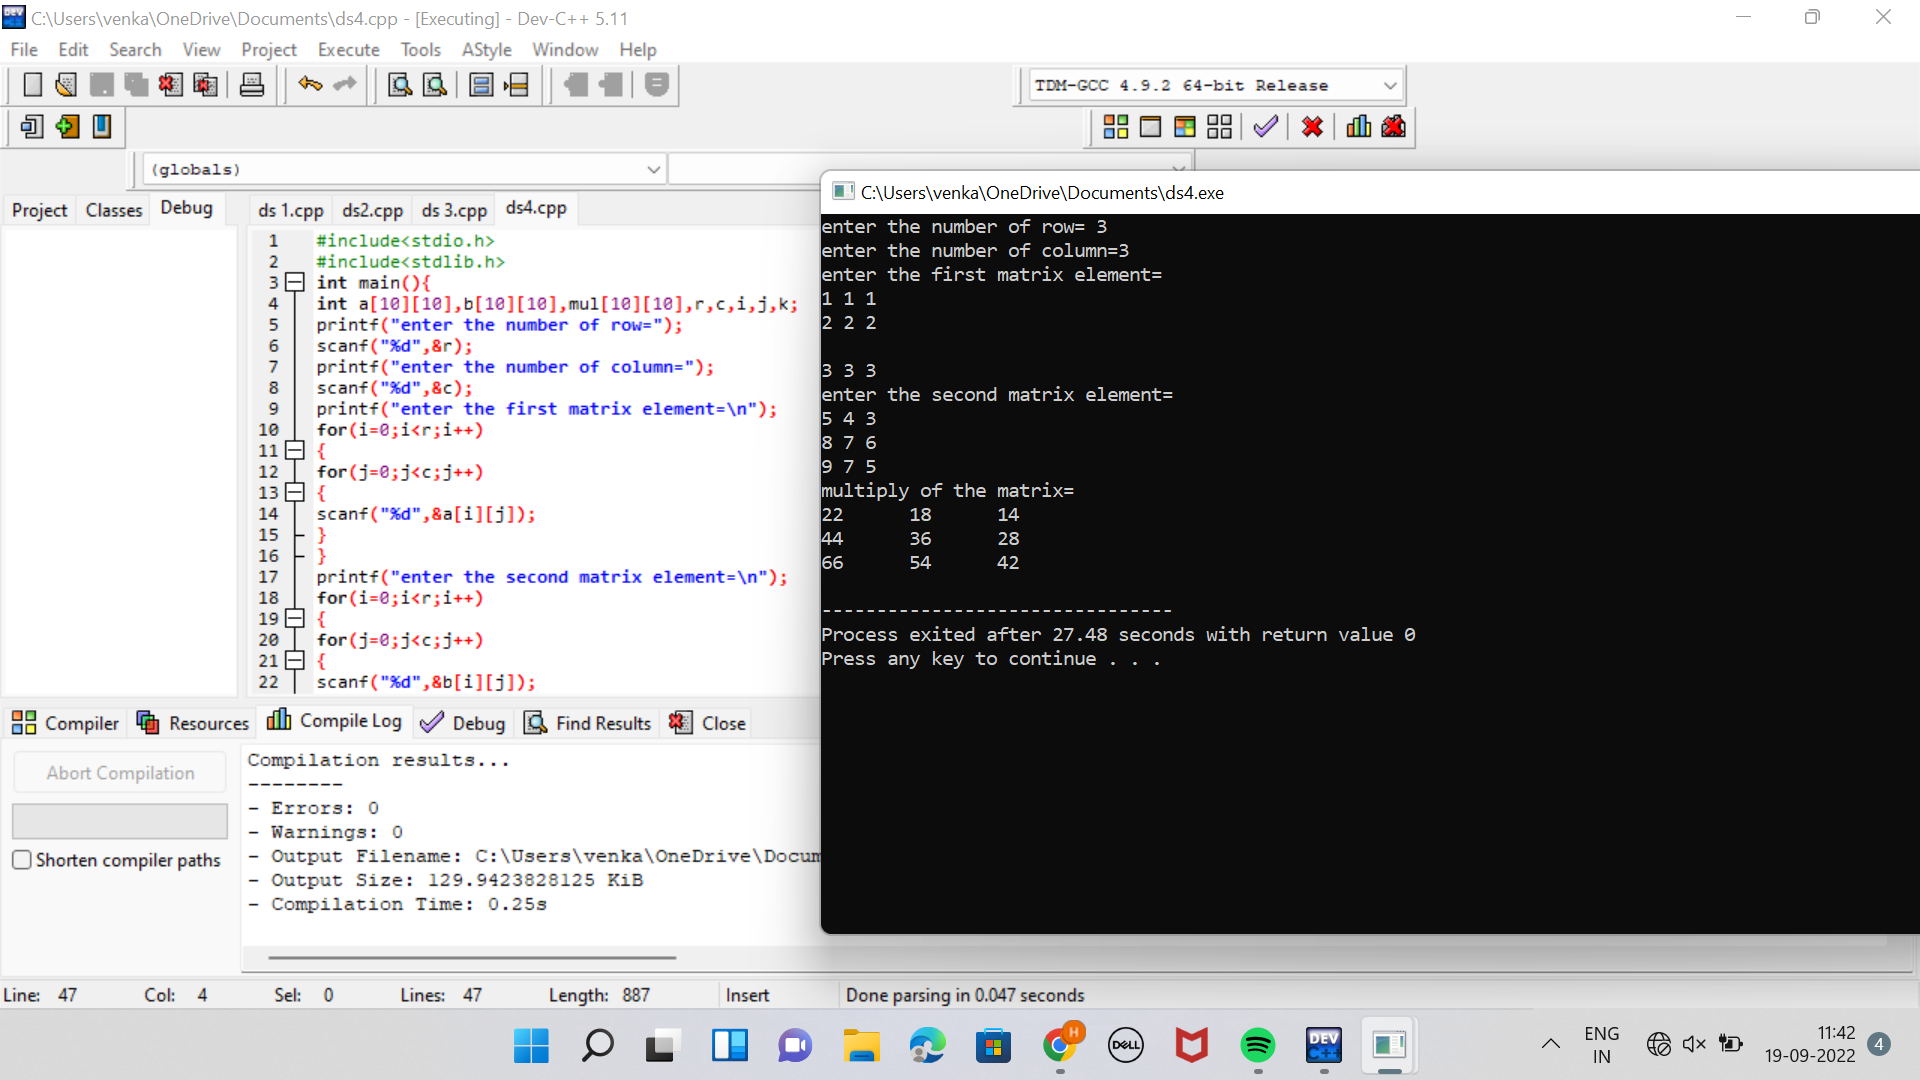 C:\Users\venka\OneDrive\Documents\ds4.cpp - [Executing] - Dev-C++ 5.11
File Edit Search View Project Execute Tools AStyle Window Help
TDM-GCC 4.9.2 64-bit Release
(globals)
Project Classes Debug
ds 1.cpp ds2.cpp ds 3.cpp ds4.cpp
1 #include<stdio.h>
2 #include<stdlib.h>
3 int main(){
4 int a[10][10],b[10][10],mul[10][10],r,c,i,j,k;
5 printf("enter the number of row=");
6 scanf("%d",&r);
7 printf("enter the number of column=");
8 scanf("%d",&c);
9 printf("enter the first matrix element=\n");
10 for(i=0;i<r;i++)
11 {
12 for(j=0;j<c;j++)
13 {
14 scanf("%d",&a[i][j]);
15 }
16 }
17 printf("enter the second matrix element=\n");
18 for(i=0;i<r;i++)
19 {
20 for(j=0;j<c;j++)
21 {
22 scanf("%d",&b[i][j]);
C:\Users\venka\OneDrive\Documents\ds4.exe
enter the number of row= 3
enter the number of column=3
enter the first matrix element=
1 1 1
2 2 2
3 3 3
enter the second matrix element=
5 4 3
8 7 6
9 7 5
multiply of the matrix=
22 18 14
44 36 28
66 54 42
--------------------------------
Process exited after 27.48 seconds with return value 0
Press any key to continue . . .
Compiler Resources Compile Log Debug Find Results Close
Abort Compilation
Shorten compiler paths
Compilation results...
--------
- Errors: 0
- Warnings: 0
- Output Filename: C:\Users\venka\OneDrive\Docum
- Output Size: 129.9423828125 KiB
- Compilation Time: 0.25s
Line: 47 Col: 4 Sel: 0 Lines: 47 Length: 887 Insert Done parsing in 0.047 seconds
H
DELL
DEV C++
ENG
IN
11:42
19-09-2022
4